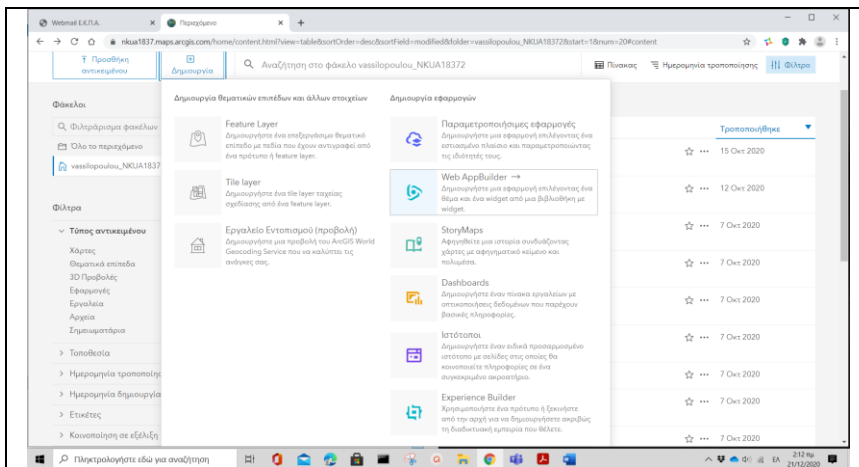 Webmail Ε.Κ.Π.Α.
Περιεχόμενο
nkua1837.maps.arcgis.com/home/content.html?view=table&sortOrder=desc&sortField=modified&folder=vassilopoulou_NKUA18372&start=1&num=20#content
Προσθήκη αντικειμένου
Δημιουργία
Αναζήτηση στο φάκελο vassilopoulou_NKUA18372
Πίνακας
Ημερομηνία τροποποίησης
Φίλτρο
Φάκελοι
Φιλτράρισμα φακέλων
Όλο το περιεχόμενο
vassilopoulou_NKUA1837
Φίλτρα
Τύπος αντικειμένου
Χάρτες
Θεματικά επίπεδα
3D Προβολές
Εφαρμογές
Εργαλεία
Αρχεία
Σημειωματάρια
Τοποθεσία
Ημερομηνία τροποποίης
Ημερομηνία δημιουργία
Ετικέτες
Κοινοποίηση σε εξέλιξη
Δημιουργία θεματικών επιπέδων και άλλων στοιχείων
Feature Layer
Δημιουργήστε ένα επεξεργάσιμο θεματικό
επίπεδο με πεδία που έχουν αντιγραφεί από
ένα πρότυπο ή feature layer.
Tile layer
Δημιουργήστε ένα tile layer ταχείας
σχεδίασης από ένα feature layer.
Εργαλείο Εντοπισμού (προβολή)
Δημιουργήστε μια προβολή του ArcGIS World
Geocoding Service που να καλύπτει τις
ανάγκες σας.
Δημιουργία εφαρμογών
Παραμετροποιήσιμες εφαρμογές
Δημιουργήστε μια εφαρμογή επιλέγοντας ένα
εστιασμένο πλαίσιο και παραμετροποιώντας
τις ιδιότητές τους.
Web AppBuilder →
Δημιουργήστε μια εφαρμογή επιλέγοντας ένα
θέμα και ένα widget από μια βιβλιοθήκη με
widget.
StoryMaps
Αφηγηθείτε μια ιστορία συνδυάζοντας
χάρτες με αφηγηματικό κείμενο και
πολυμέσα.
Dashboards
Δημιουργήστε έναν πίνακα εργαλείων με
οπτικοποιήσεις δεδομένων που παρέχουν
βασικές πληροφορίες.
Ιστότοποι
Δημιουργήστε έναν ειδικά προσαρμοσμένο
ιστότοπο με σελίδες στις οποίες θα
κοινοποιείτε πληροφορίες σε ένα
συγκεκριμένο ακροατήριο.
Experience Builder
Χρησιμοποιήστε ένα πρότυπο ή ξεκινήστε
από την αρχή για να δημιουργήσετε ακριβώς
τη διαδικτυακή εμπειρία που θέλετε.
Τροποποιήθηκε
15 Οκτ 2020
12 Οκτ 2020
7 Οκτ 2020
7 Οκτ 2020
7 Οκτ 2020
7 Οκτ 2020
7 Οκτ 2020
7 Οκτ 2020
7 Οκτ 2020
Πληκτρολογήστε εδώ για αναζήτηση
ΕΛ
2:12 πμ
21/12/2020